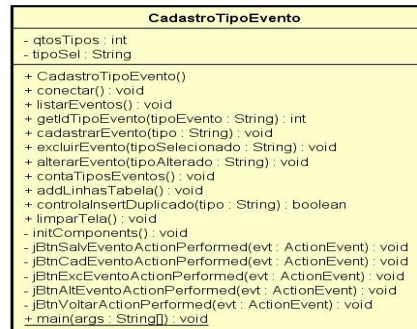 CadastroTipoEvento
- qtosTipos : int
- tipoSel : String
+ CadastroTipoEvento()
+ conectar() : void
+ listarEventos() : void
+ getIdTipoEvento(tipoEvento : String) : int
+ cadastrarEvento(tipo : String) : void
+ excluirEvento(tipoSelecionado : String) : void
+ alterarEvento(tipoAlterado : String) : void
+ contaTiposEventos() : void
+ addLinhasTabela() : void
+ controlaInsertDuplicado(tipo : String) : boolean
+ limparTela() : void
- initComponents() : void
- jBtnSalvEventoActionPerformed(evt : ActionEvent) : void
- jBtnCadEventoActionPerformed(evt : ActionEvent) : void
- jBtnExcEventoActionPerformed(evt : ActionEvent) : void
- jBtnAltEventoActionPerformed(evt : ActionEvent) : void
- jBtnVoltarActionPerformed(evt : ActionEvent) : void
+ main(args : String[]) : void